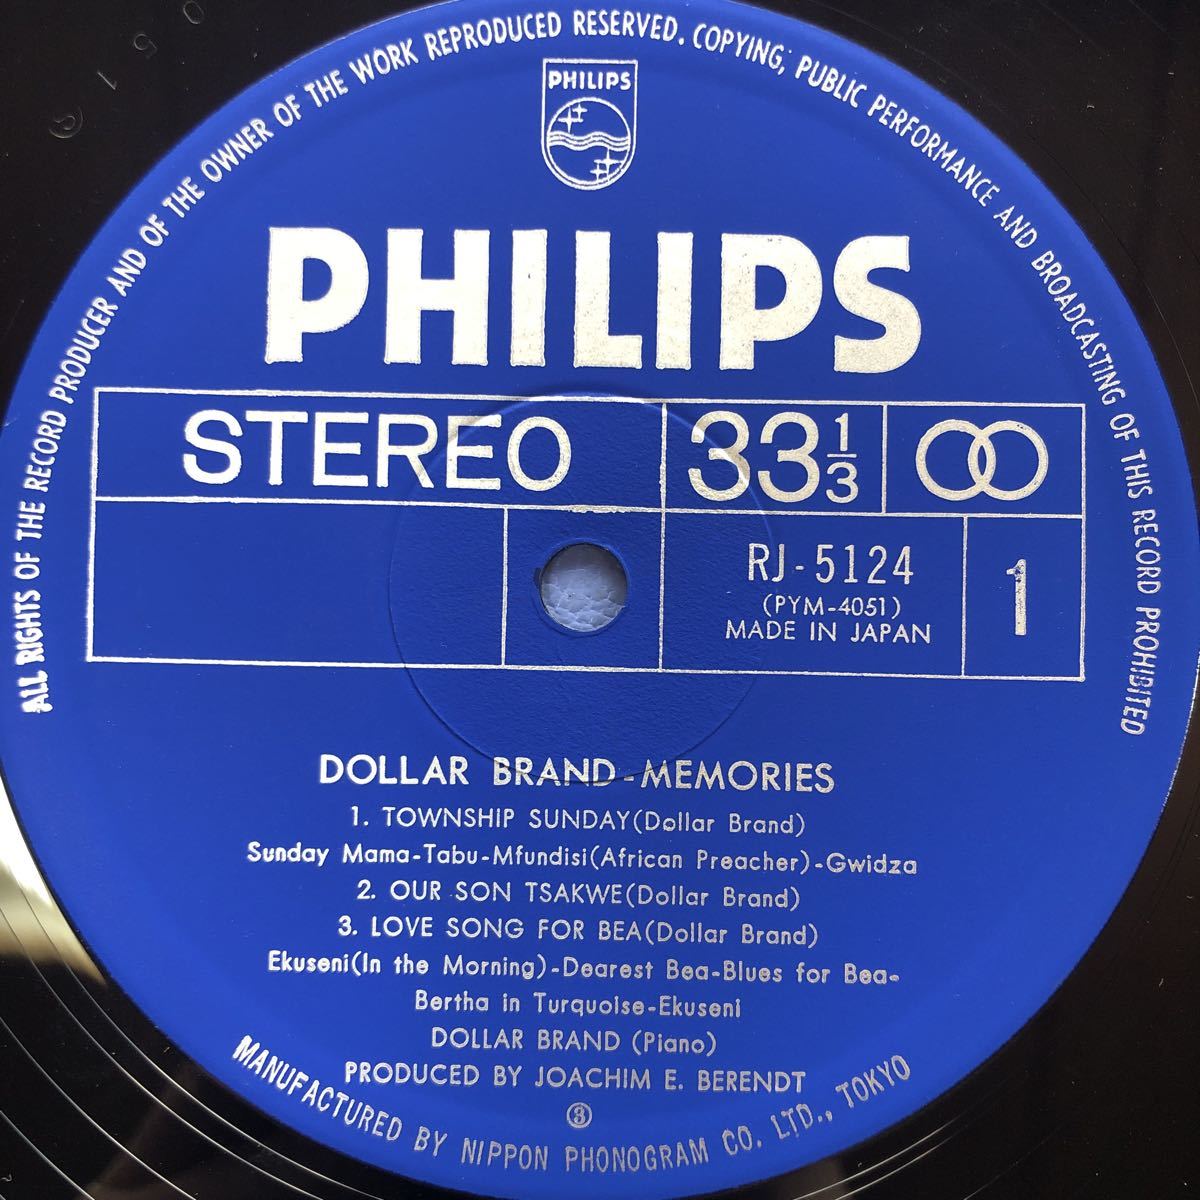 ALL RIGHTS OF THE RECORD PRODUCER AND OF THE OWNER OF THE WORK REPRODUCED RESERVED. COPYING, PUBLIC PERFORMANCE AND BROADCASTING OF THIS RECORD PROHIBITED
PHILIPS
PHILIPS
STEREO 33 1/3
RJ-5124 1
(PYM-4051)
MADE IN JAPAN
DOLLAR BRAND-MEMORIES
1. TOWNSHIP SUNDAY(Dollar Brand)
Sunday Mama-Tabu-Mfundisi(African Preacher)-Gwidza
2. OUR SON TSAKWE(Dollar Brand)
3. LOVE SONG FOR BEA(Dollar Brand)
Ekuseni(In the Morning)-Dearest Bea-Blues for Bea-
Bertha in Turquoise-Ekuseni
DOLLAR BRAND (Piano)
PRODUCED BY JOACHIM E. BERENDT
③
MANUFACTURED BY NIPPON PHONOGRAM CO. LTD., TOKYO